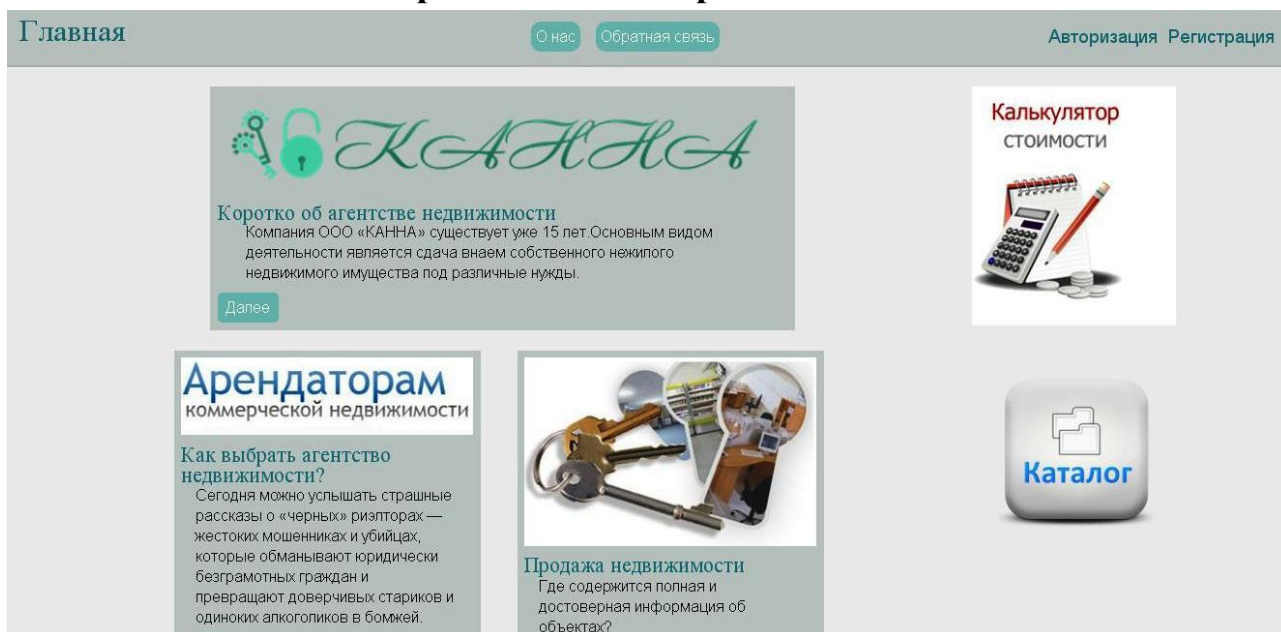 Главная
О нас
Обратная связь
Авторизация Регистрация
КАННА
Коротко об агентстве недвижимости
Компания ООО «КАННА» существует уже 15 лет.Основным видом
деятельности является сдача внаем собственного нежилого
недвижимого имущества под различные нужды.
Далее
Калькулятор
стоимости
Арендаторам
коммерческой недвижимости
Как выбрать агентство
недвижимости?
Сегодня можно услышать страшные
рассказы о «черных» риэлторах —
жестоких мошенниках и убийцах,
которые обманывают юридически
безграмотных граждан и
превращают доверчивых стариков и
одиноких алкоголиков в бомжей.
Продажа недвижимости
Где содержится полная и
достоверная информация об
объектах?
Каталог